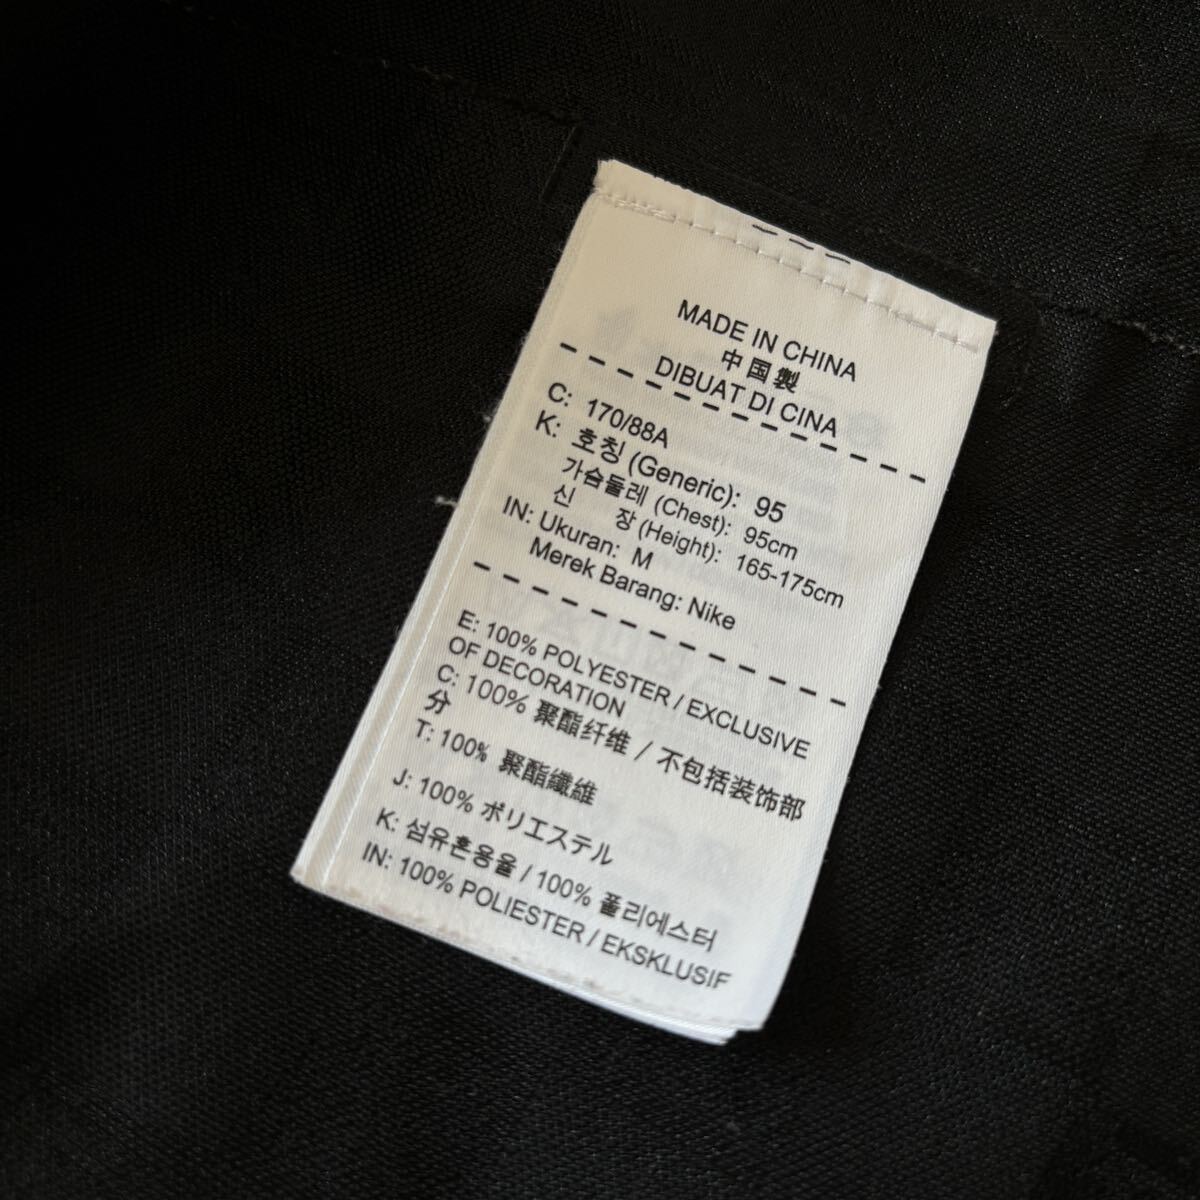 MADE IN CHINA
中国製
DIBUAT DI CINA
C: 170/88A
K: 호칭 (Generic): 95
가슴둘레 (Chest): 95cm
신 장 (Height): 165-175cm
IN: Ukuran: M
Merek Barang: Nike
E: 100% POLYESTER / EXCLUSIVE
OF DECORATION
C: 100% 聚酯纤维 / 不包括装饰部
分
T: 100% 聚酯纖維
J: 100% ポリエステル
K: 섬유혼용율 / 100% 폴리에스터
IN: 100% POLIESTER / EKSKLUSIF